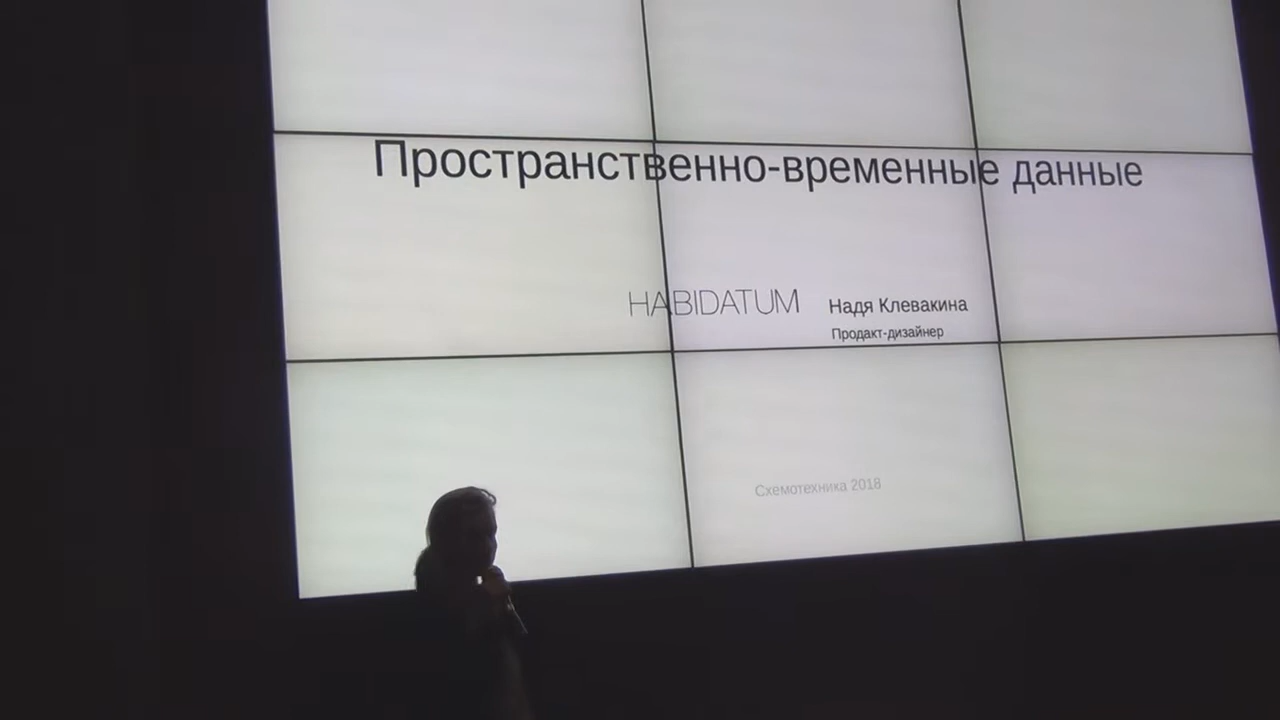 Пространственно-временные данные
HABIDATUM Надя Клевакина
Продакт-дизайнер
Схемотехника 2018